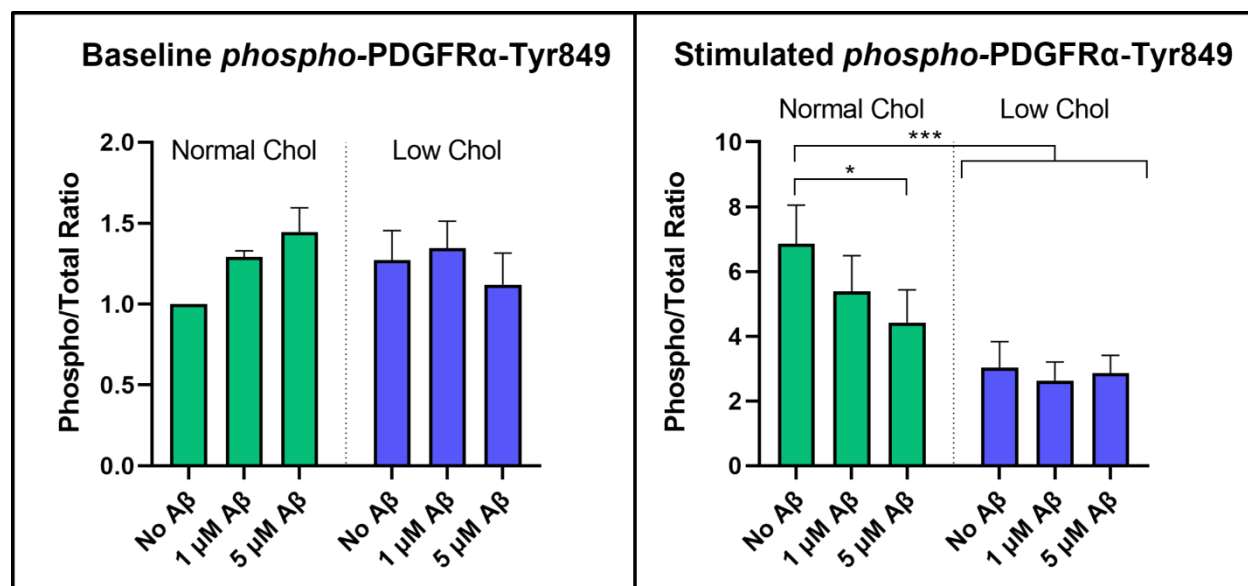 Baseline phospho-PDGFRα-Tyr849
Normal Chol
Low Chol
Phospho/Total Ratio
2.0
1.5
1.0
0.5
0.0
No Aβ
1 µM Aβ
5 µM Aβ
No Aβ
1 µM Aβ
5 µM Aβ
Stimulated phospho-PDGFRα-Tyr849
Normal Chol
Low Chol
***
*
Phospho/Total Ratio
10
8
6
4
2
0
No Aβ
1 µM Aβ
5 µM Aβ
No Aβ
1 µM Aβ
5 µM Aβ